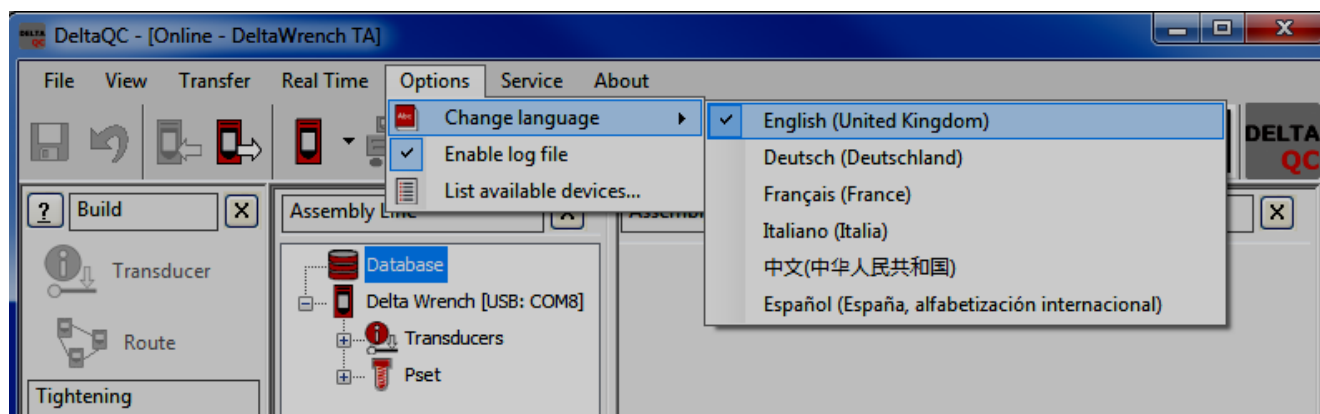 DELTA QC DeltaQC - [Online - DeltaWrench TA]
File View Transfer Real Time Options Service About
Change language
Enable log file
List available devices...
English (United Kingdom)
Deutsch (Deutschland)
Français (France)
Italiano (Italia)
中文(中华人民共和国)
Español (España, alfabetización internacional)
DELTA
QC
? Build X
Transducer
Route
Tightening
Assembly Line X
Database
Delta Wrench [USB: COM8]
Transducers
Pset
X